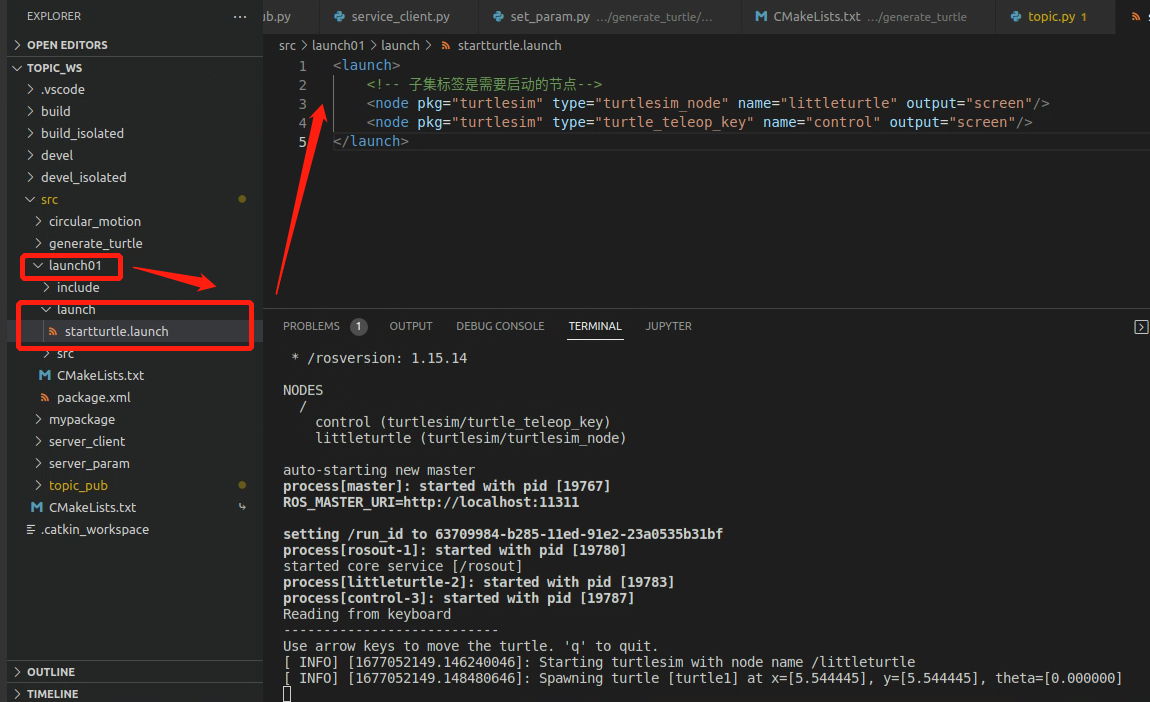 EXPLORER
···
OPEN EDITORS
TOPIC_WS
.vscode
build
build_isolated
devel
devel_isolated
src
circular_motion
generate_turtle
launch01
include
launch
startturtle.launch
src
CMakeLists.txt
package.xml
mypackage
server_client
server_param
topic_pub
CMakeLists.txt
.catkin_workspace
OUTLINE
TIMELINE
ub.py
service_client.py
set_param.py .../generate_turtle/...
CMakeLists.txt .../generate_turtle
topic.py 1
src > launch01 > launch > startturtle.launch
1 <launch>
2 <!-- 子集标签是需要启动的节点-->
3 <node pkg="turtlesim" type="turtlesim_node" name="littleturtle" output="screen"/>
4 <node pkg="turtlesim" type="turtle_teleop_key" name="control" output="screen"/>
5 </launch>
PROBLEMS 1 OUTPUT DEBUG CONSOLE TERMINAL JUPYTER
* /rosversion: 1.15.14
NODES
/
control (turtlesim/turtle_teleop_key)
littleturtle (turtlesim/turtlesim_node)
auto-starting new master
process[master]: started with pid [19767]
ROS_MASTER_URI=http://localhost:11311
setting /run_id to 63709984-b285-11ed-91e2-23a0535b31bf
process[rosout-1]: started with pid [19780]
started core service [/rosout]
process[littleturtle-2]: started with pid [19783]
process[control-3]: started with pid [19787]
Reading from keyboard
---------------------------
Use arrow keys to move the turtle. 'q' to quit.
[ INFO] [1677052149.146240046]: Starting turtlesim with node name /littleturtle
[ INFO] [1677052149.148480646]: Spawning turtle [turtle1] at x=[5.544445], y=[5.544445], theta=[0.000000]